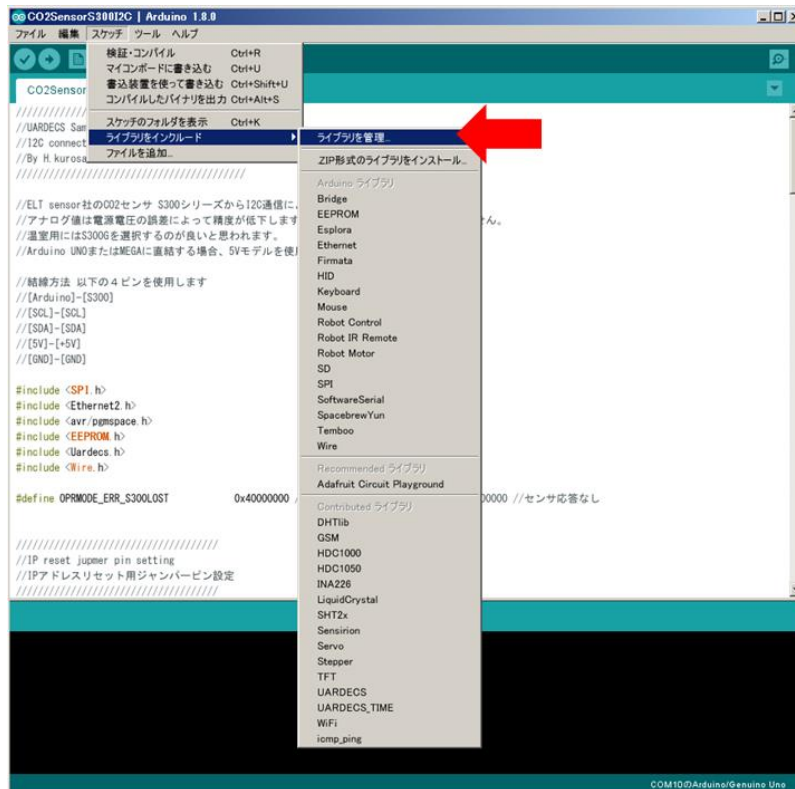 CO2SensorS300I2C | Arduino 1.8.0
ファイル 編集 スケッチ ツール ヘルプ
検証・コンパイル Ctrl+R
マイコンボードに書き込む Ctrl+U
書込装置を使って書き込む Ctrl+Shift+U
コンパイルしたバイナリを出力 Ctrl+Alt+S
スケッチのフォルダを表示 Ctrl+K
ライブラリをインクルード
ファイルを追加...
CO2Sensor
/////////////
//UARDECS Sam
//I2C connect
//By H.kurosa
//////////////////////////////////////////
//ELT sensor社のCO2センサ S300シリーズからI2C通信に
//アナログ値は電源電圧の誤差によって精度が低下します
せん。
//温室用にはS300Gを選択するのが良いと思われます。
//Arduino UNOまたはMEGAに直結する場合、5Vモデルを使
//結線方法 以下の4ピンを使用します
//[Arduino]-[S300]
//[SCL]-[SCL]
//[SDA]-[SDA]
//[5V]-[+5V]
//[GND]-[GND]
#include <SPI.h>
#include <Ethernet2.h>
#include <avr/pgmspace.h>
#include <EEPROM.h>
#include <Uardecs.h>
#include <Wire.h>
#define OPRMODE_ERR_S300LOST 0x40000000
00000 //センサ応答なし
/////////////////////////////////////
//IP reset jupmer pin setting
//IPアドレスリセット用ジャンパーピン設定
/////////////////////////////////////
ライブラリを管理...
ZIP形式のライブラリをインストール...
Arduino ライブラリ
Bridge
EEPROM
Esplora
Ethernet
Firmata
HID
Keyboard
Mouse
Robot Control
Robot IR Remote
Robot Motor
SD
SPI
SoftwareSerial
SpacebrewYun
Temboo
Wire
Recommended ライブラリ
Adafruit Circuit Playground
Contributed ライブラリ
DHTlib
GSM
HDC1000
HDC1050
INA226
LiquidCrystal
SHT2x
Sensirion
Servo
Stepper
TFT
UARDECS
UARDECS_TIME
WiFi
icmp_ping
COM10のArduino/Genuino Uno